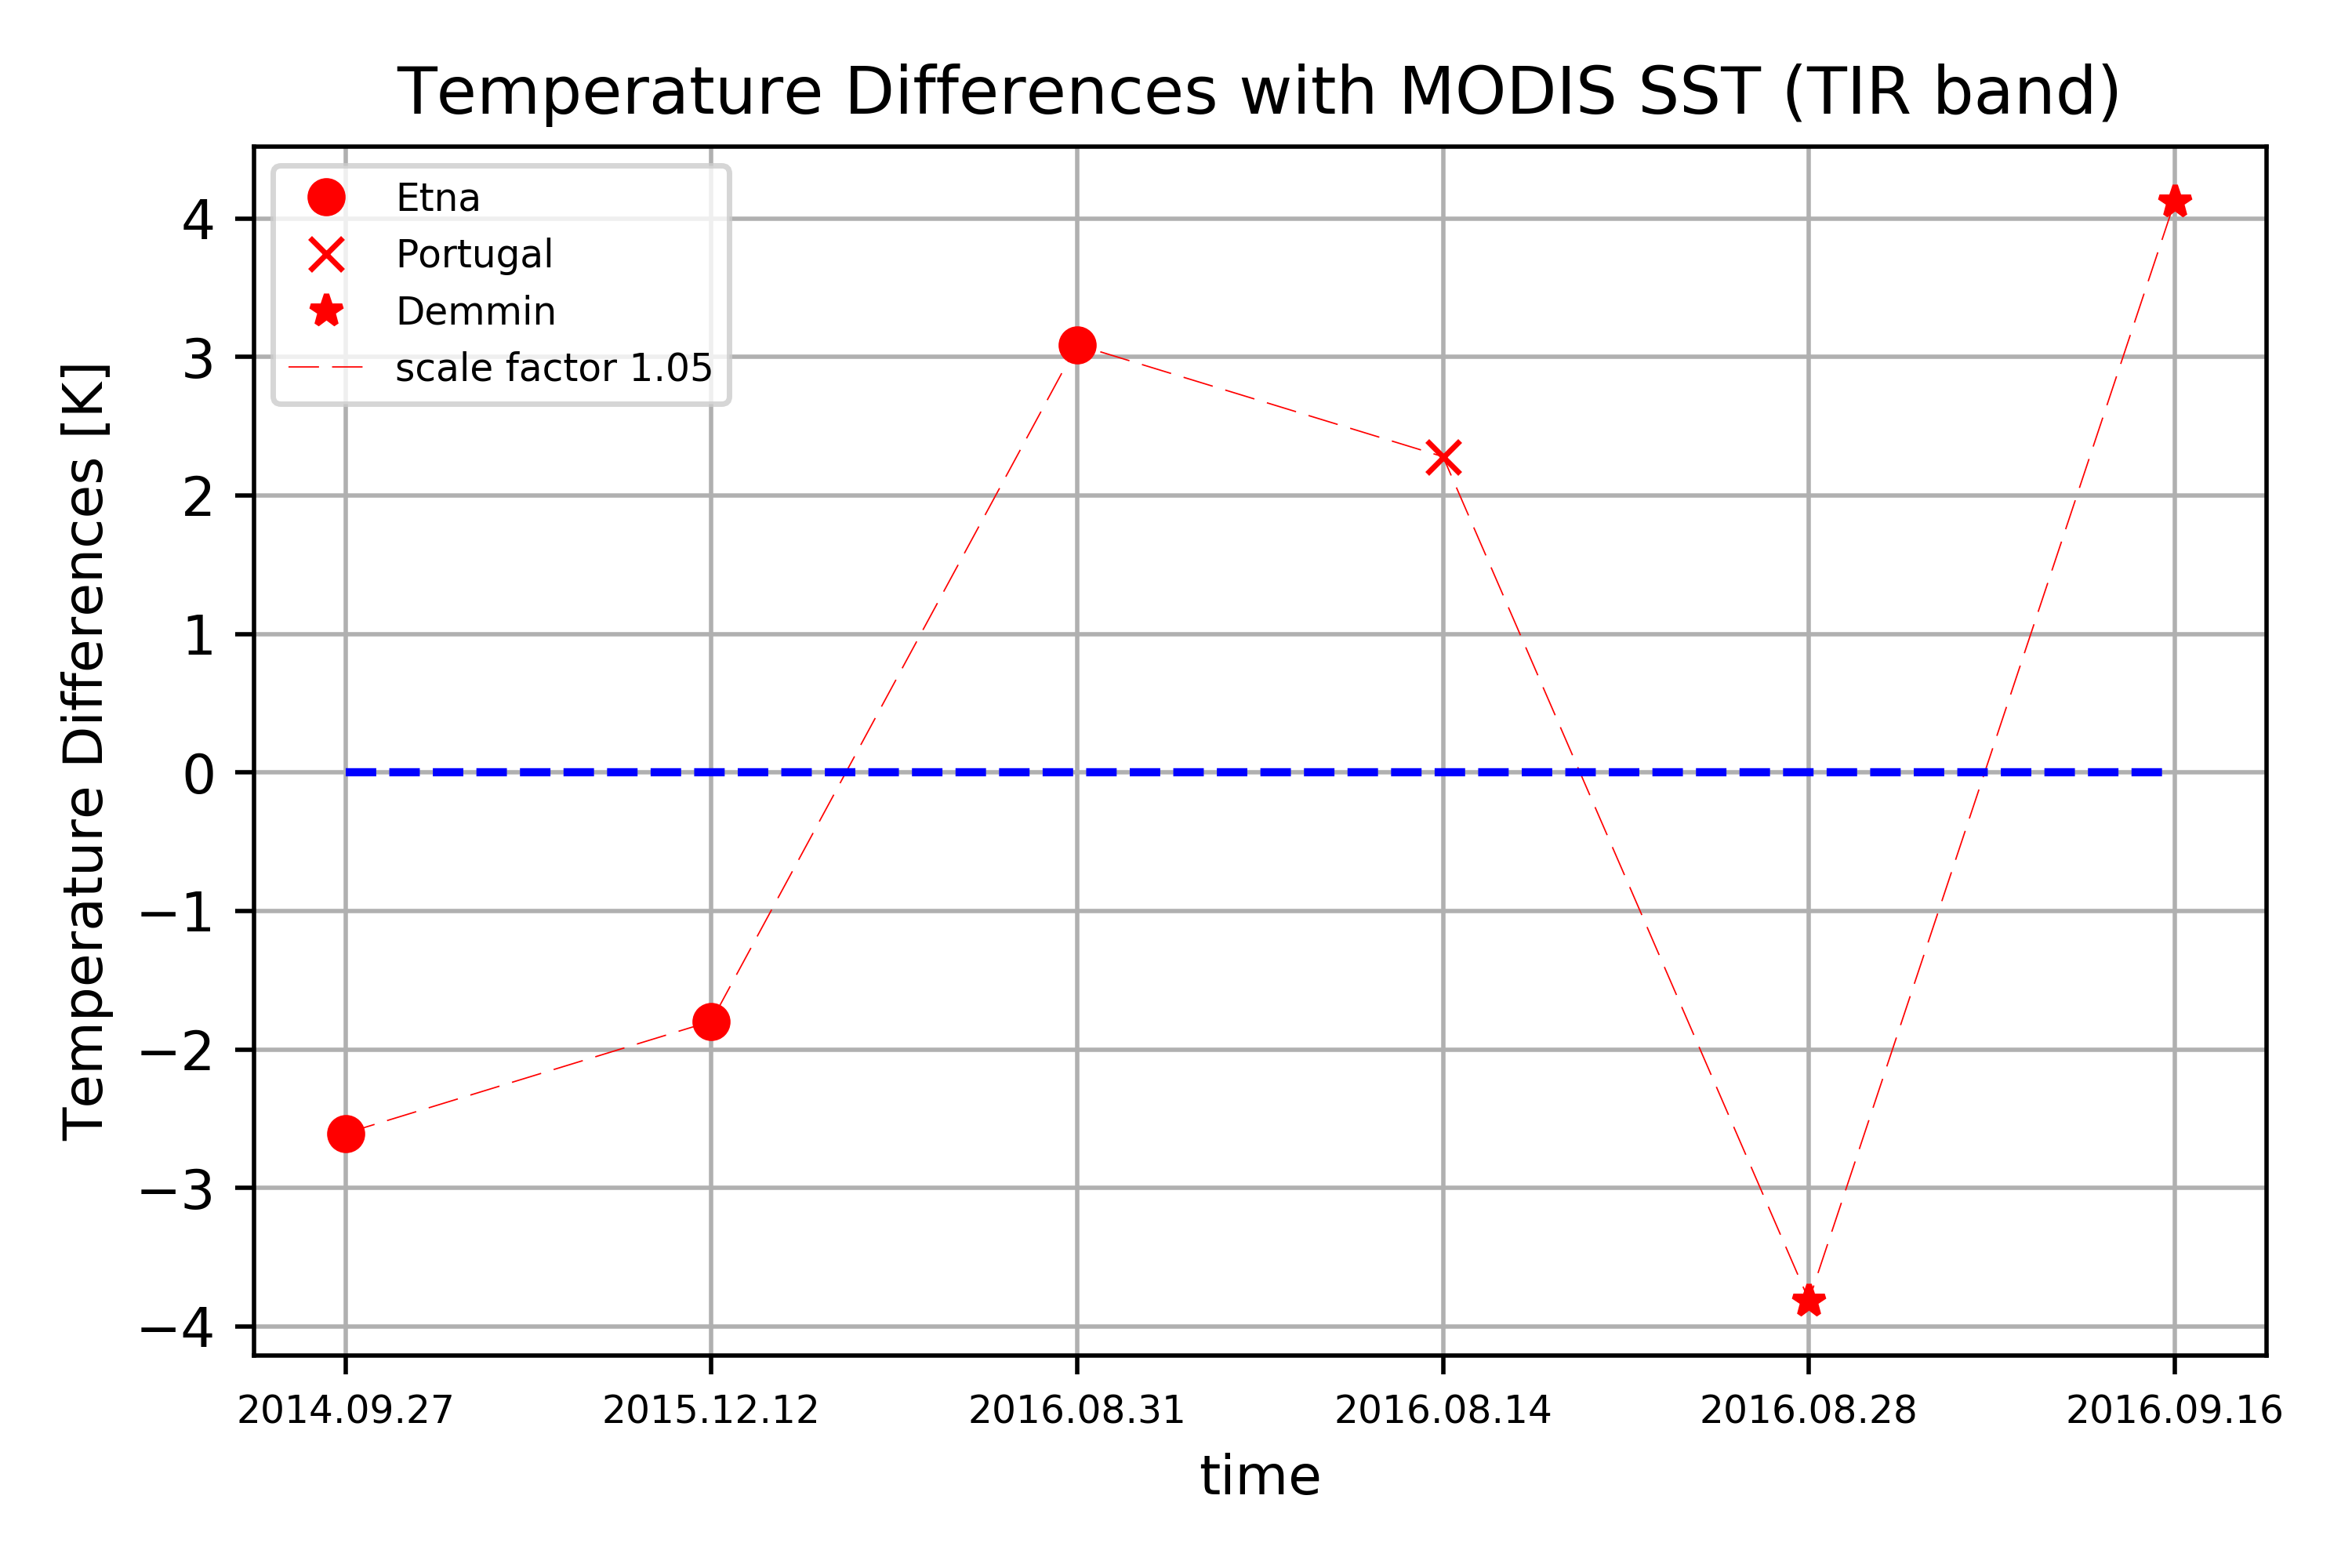 Temperature Differences with MODIS SST (TIR band)
Etna
Portugal
Demmin
scale factor 1.05
Temperature Differences [K]
4
3
2
1
0
−1
−2
−3
−4
2014.09.27
2015.12.12
2016.08.31
2016.08.14
2016.08.28
2016.09.16
time